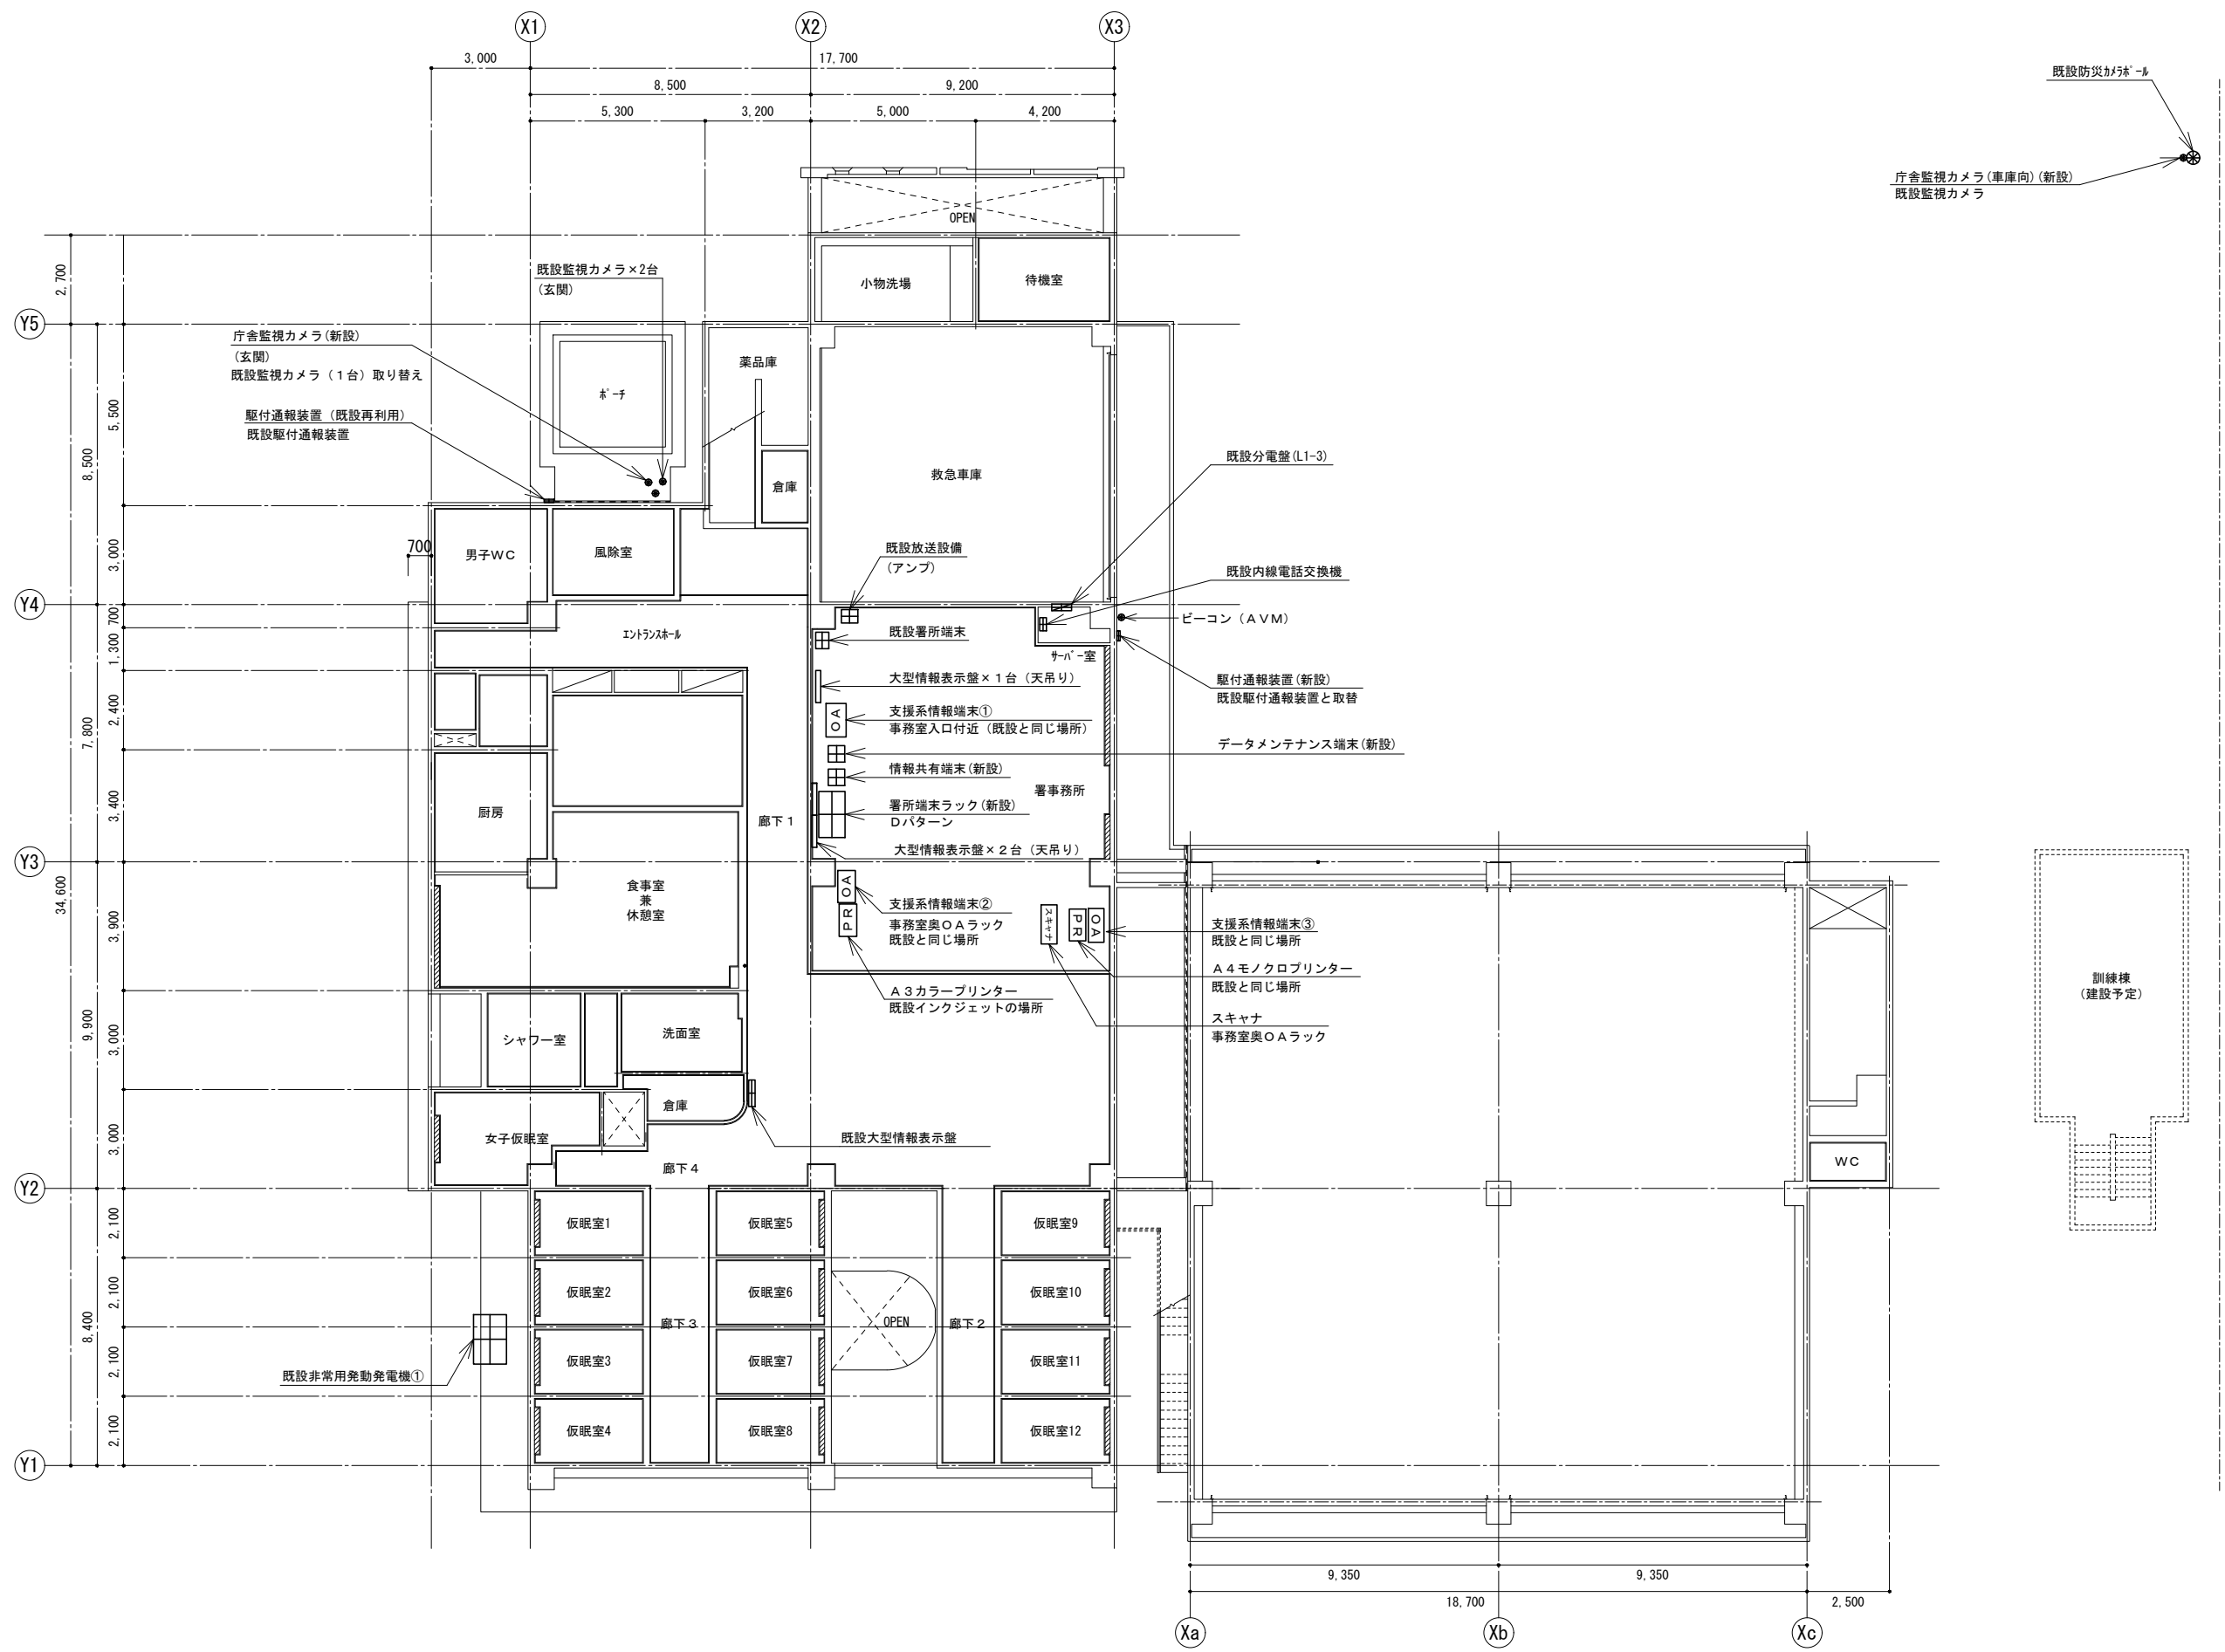 X1
X2
X3
3,000
17,700
8,500
9,200
5,300
3,200
5,000
4,200
既設防災ｶﾒﾗﾎﾟｰﾙ
庁舎監視カメラ(車庫向)(新設)
既設監視カメラ
OPEN
2,700
既設監視カメラ×2台
(玄関)
小物洗場
待機室
Y5
庁舎監視カメラ(新設)
(玄関)
既設監視カメラ（１台）取り替え
薬品庫
ﾎﾟｰﾁ
駆付通報装置（既設再利用）
既設駆付通報装置
5,500
8,500
既設分電盤(L1-3)
救急車庫
倉庫
700
男子ＷＣ
風除室
3,000
既設放送設備
(アンプ)
既設内線電話交換機
Y4
700
1,300
ｴﾝﾄﾗﾝｽﾎｰﾙ
既設署所端末
ビーコン（ＡＶＭ）
ｻｰﾊﾞｰ室
大型情報表示盤×１台（天吊り）
駆付通報装置(新設)
既設駆付通報装置と取替
2,400
7,800
ＯＡ
支援系情報端末①
事務室入口付近（既設と同じ場所）
データメンテナンス端末(新設)
情報共有端末(新設)
署事務所
3,400
厨房
廊下１
署所端末ラック(新設)
Ｄパターン
大型情報表示盤×２台（天吊り）
Y3
34,600
食事室
兼
休憩室
3,900
ＯＡ
ＰＲ
支援系情報端末②
事務室奥ＯＡラック
既設と同じ場所
スキャナ
ＰＲ
ＯＡ
支援系情報端末③
既設と同じ場所
Ａ４モノクロプリンター
既設と同じ場所
Ａ３カラープリンター
既設インクジェットの場所
スキャナ
事務室奥ＯＡラック
訓練棟
(建設予定)
9,900
3,000
シャワー室
洗面室
倉庫
3,000
女子仮眠室
既設大型情報表示盤
廊下４
ＷＣ
Y2
2,100
仮眠室1
仮眠室5
仮眠室9
2,100
仮眠室2
仮眠室6
仮眠室10
8,400
廊下３
OPEN
廊下２
2,100
仮眠室3
仮眠室7
仮眠室11
既設非常用発動発電機①
2,100
仮眠室4
仮眠室8
仮眠室12
Y1
9,350
9,350
18,700
2,500
Xa
Xb
Xc